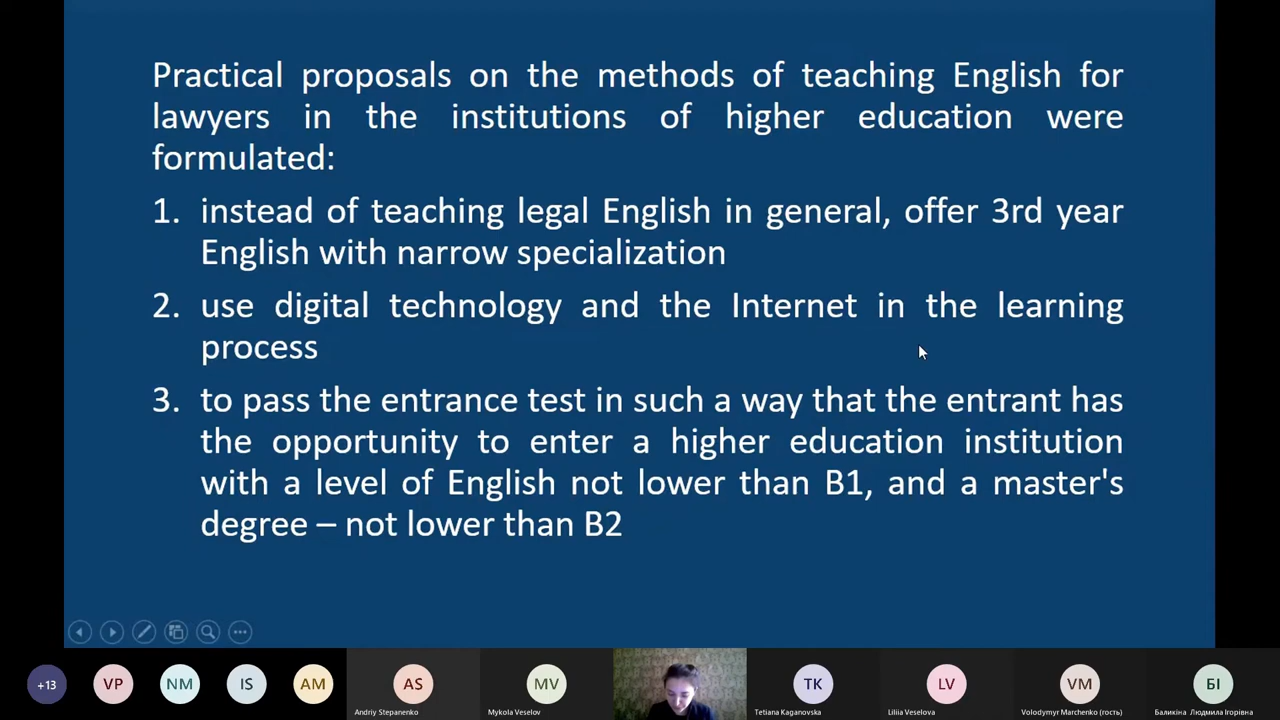 Practical proposals on the methods of teaching English for
lawyers in the institutions of higher education were
formulated:
1. instead of teaching legal English in general, offer 3rd year
English with narrow specialization
2. use digital technology and the Internet in the learning
process
3. to pass the entrance test in such a way that the entrant has
the opportunity to enter a higher education institution
with a level of English not lower than B1, and a master's
degree – not lower than B2
+13 VP NM IS AM AS MV TK LV VM БІ
Andriy Stepanenko Mykola Veselov Tetiana Kaganovska Liliia Veselova Volodymyr Marchenko (гость) Баликіна Людмила Ігорівна